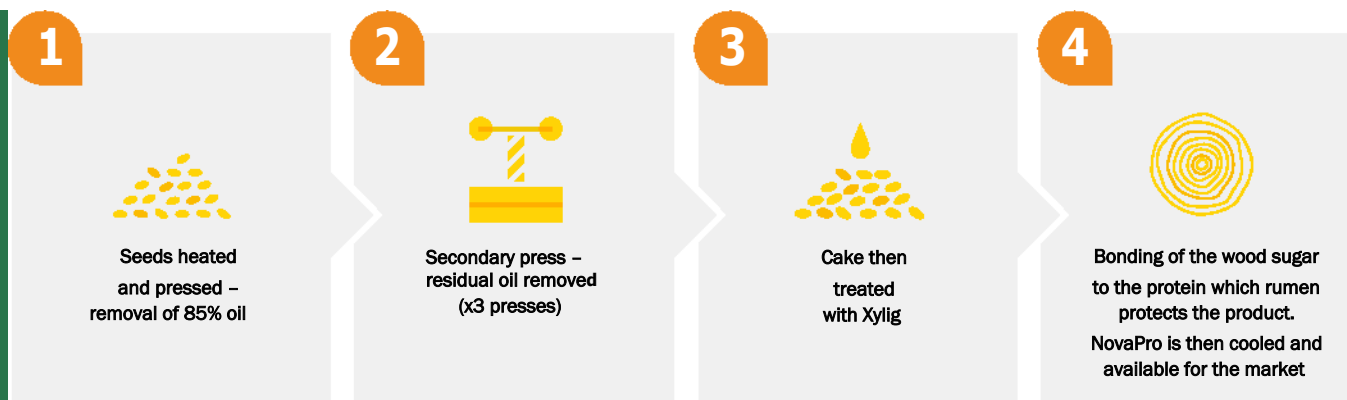 1
Seeds heated
and pressed –
removal of 85% oil
2
Secondary press –
residual oil removed
(x3 presses)
3
Cake then
treated
with Xylig
4
Bonding of the wood sugar
to the protein which rumen
protects the product.
NovaPro is then cooled and
available for the market